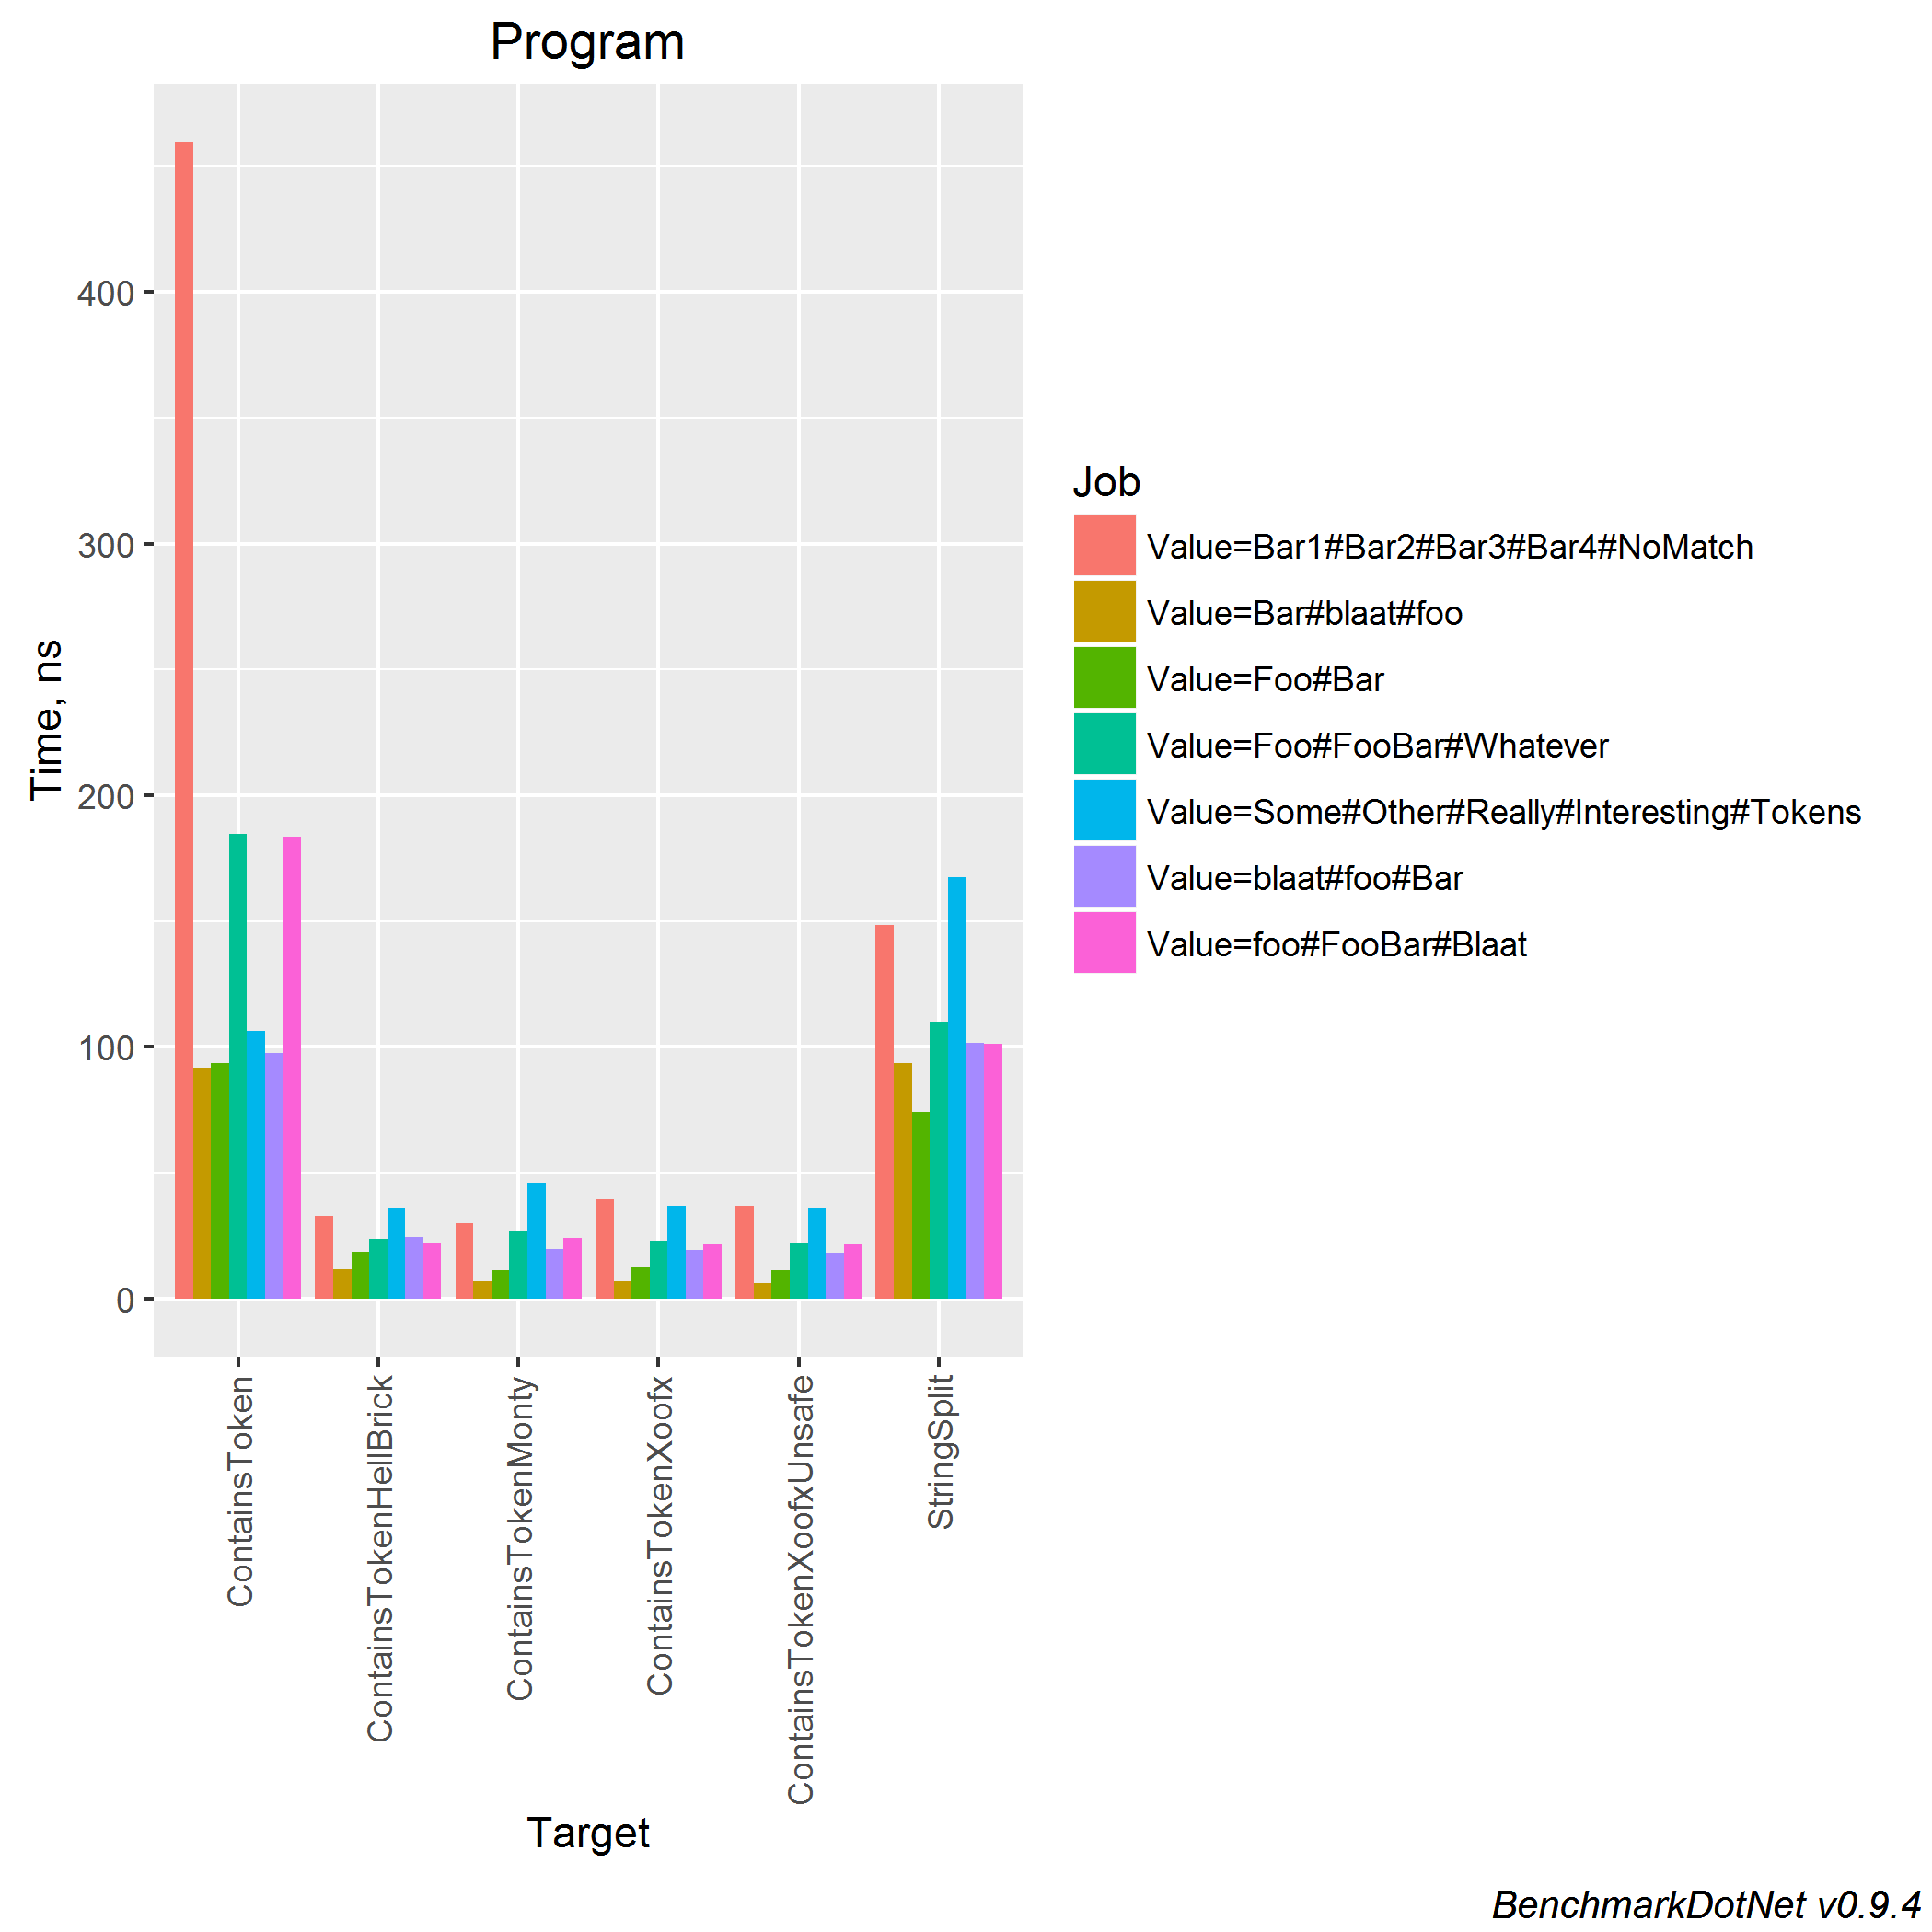 Program
Time, ns
400
300
200
100
0
ContainsToken
ContainsTokenHellBrick
ContainsTokenMonty
ContainsTokenXoofx
ContainsTokenXoofxUnsafe
StringSplit
Target
Job
Value=Bar1#Bar2#Bar3#Bar4#NoMatch
Value=Bar#blaat#foo
Value=Foo#Bar
Value=Foo#FooBar#Whatever
Value=Some#Other#Really#Interesting#Tokens
Value=blaat#foo#Bar
Value=foo#FooBar#Blaat
BenchmarkDotNet v0.9.4